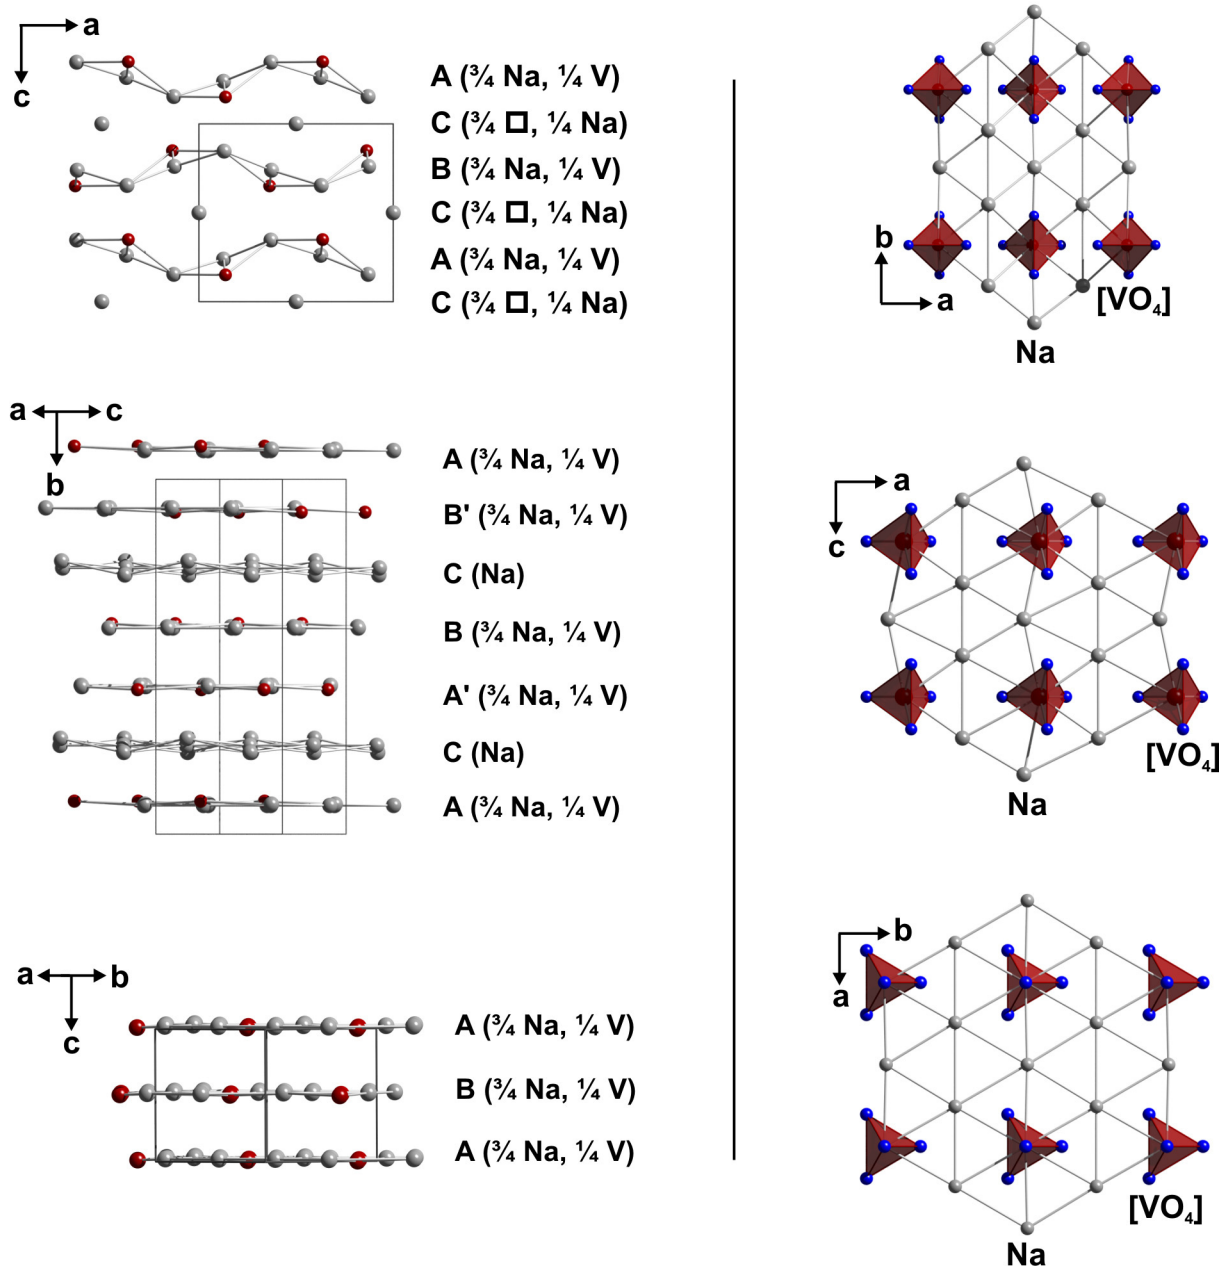 a
c
A (¾ Na, ¼ V)
C (¾ □, ¼ Na)
B (¾ Na, ¼ V)
C (¾ □, ¼ Na)
A (¾ Na, ¼ V)
C (¾ □, ¼ Na)
b
a
[VO₄]
Na
a c
b
A (¾ Na, ¼ V)
B' (¾ Na, ¼ V)
C (Na)
B (¾ Na, ¼ V)
A' (¾ Na, ¼ V)
C (Na)
A (¾ Na, ¼ V)
a
c
[VO₄]
Na
a b
c
A (¾ Na, ¼ V)
B (¾ Na, ¼ V)
A (¾ Na, ¼ V)
b
a
[VO₄]
Na